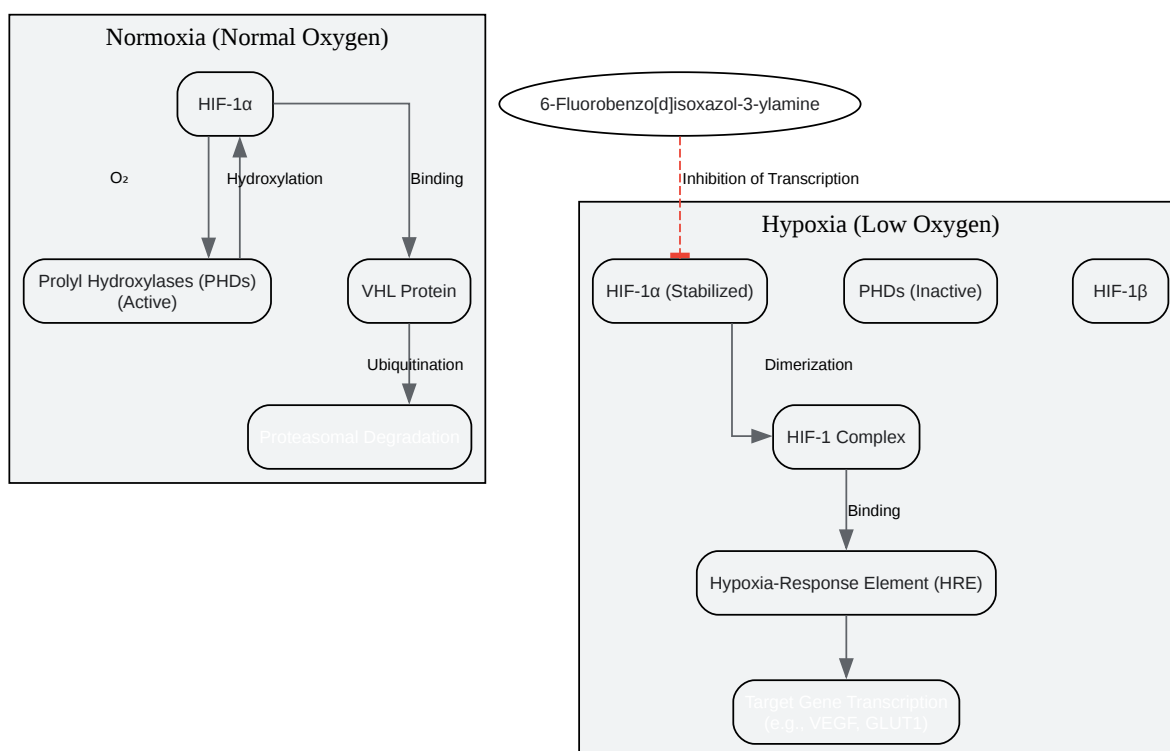 Normoxia (Normal Oxygen)
HIF-1α
O₂
Hydroxylation
Binding
Prolyl Hydroxylases (PHDs)
(Active)
VHL Protein
Ubiquitination
Proteasomal Degradation
6-Fluorobenzo[d]isoxazol-3-ylamine
Inhibition of Transcription
Hypoxia (Low Oxygen)
HIF-1α (Stabilized)
PHDs (Inactive)
HIF-1β
Dimerization
HIF-1 Complex
Binding
Hypoxia-Response Element (HRE)
Target Gene Transcription
(e.g., VEGF, GLUT1)